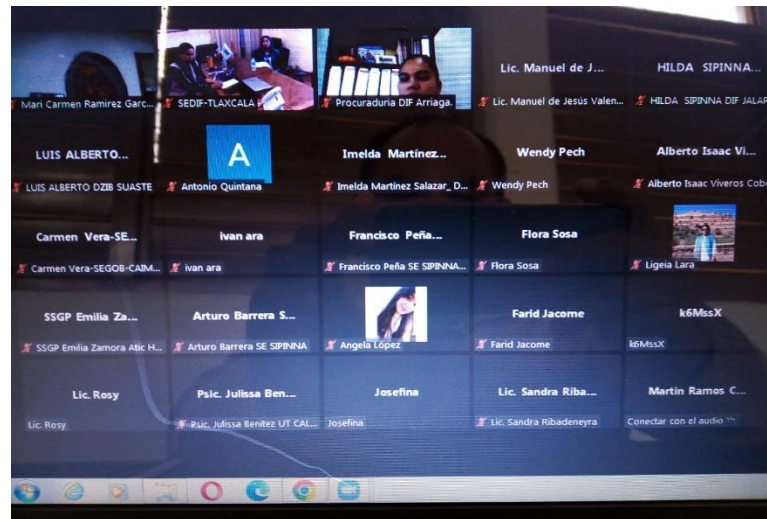 Lic. Manuel de J...
HILDA SIPINNA...
Mari Carmen Ramirez Garc...
SEDIF-TLAXCALA
Procuraduria DIF Arriaga.
Lic. Manuel de Jesús Valen...
HILDA SIPINNA DIF JALAP
LUIS ALBERTO...
A
Imelda Martínez...
Wendy Pech
Alberto Isaac Vi...
LUIS ALBERTO DZIB SUASTE
Antonio Quintana
Imelda Martínez Salazar_ D...
Wendy Pech
Alberto Isaac Viveros Cobo
Carmen Vera-SE...
ivan ara
Francisco Peña...
Flora Sosa
Carmen Vera-SEGOB-CAIM...
ivan ara
Francisco Peña SE SIPINNA...
Flora Sosa
Ligeia Lara
SSGP Emilia Za...
Arturo Barrera S...
Farid Jacome
k6MssX
SSGP Emilia Zamora Atic H...
Arturo Barrera SE SIPINNA
Angela López
Farid Jacome
k6MssX
Lic. Rosy
Psic. Julissa Ben...
Josefina
Lic. Sandra Riba...
Martin Ramos C...
Lic. Rosy
Psic. Julissa Benitez UT CAL...
Josefina
Lic. Sandra Ribadeneyra
Conectar con el audio